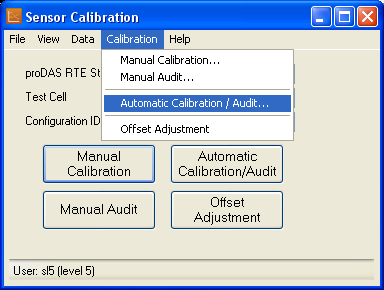 Sensor Calibration
File View Data Calibration Help
Manual Calibration...
proDAS RTE St
Manual Audit...
Test Cell
Automatic Calibration / Audit...
Configuration ID
Offset Adjustment
Manual
Calibration
Automatic
Calibration/Audit
Manual Audit
Offset
Adjustment
User: sl5 (level 5)